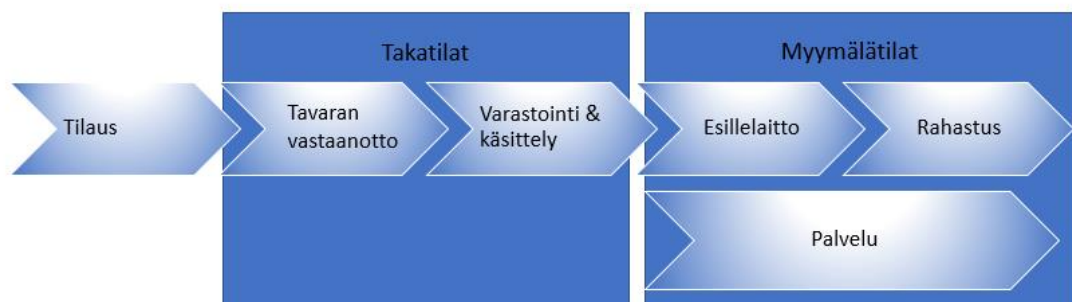 Takatilat
Myymälätilat
Tilaus
Tavaran
vastaanotto
Varastointi &
käsittely
Esillelaitto
Rahastus
Palvelu